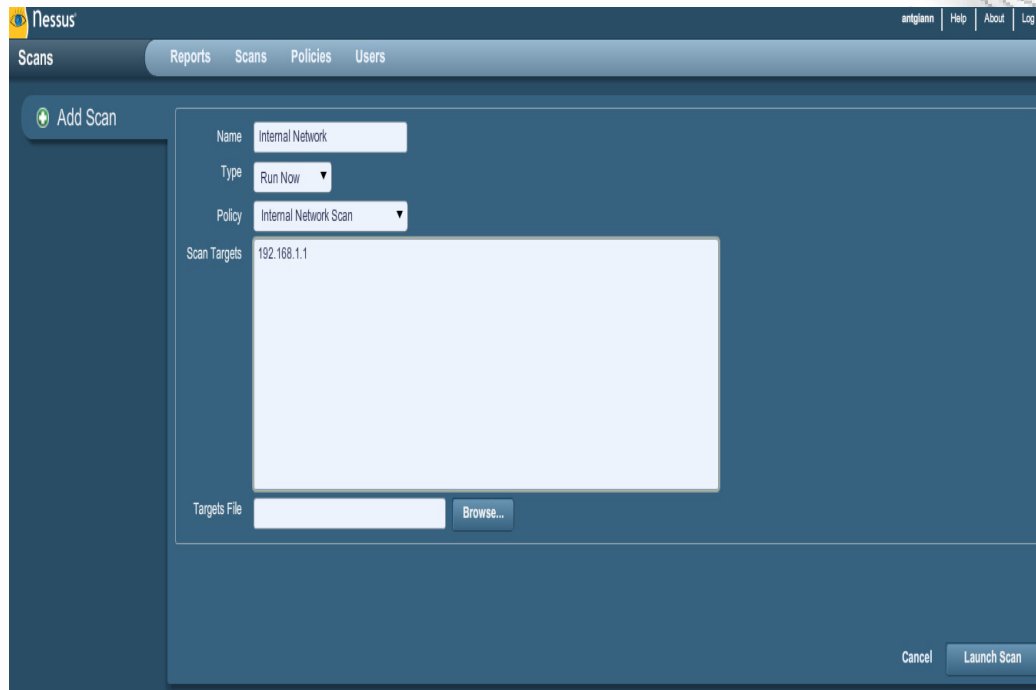 Nessus
antgiann Help About Log
Scans
Reports Scans Policies Users
Add Scan
Name Internal Network
Type Run Now
Policy Internal Network Scan
Scan Targets 192.168.1.1
Targets File Browse...
Cancel Launch Scan